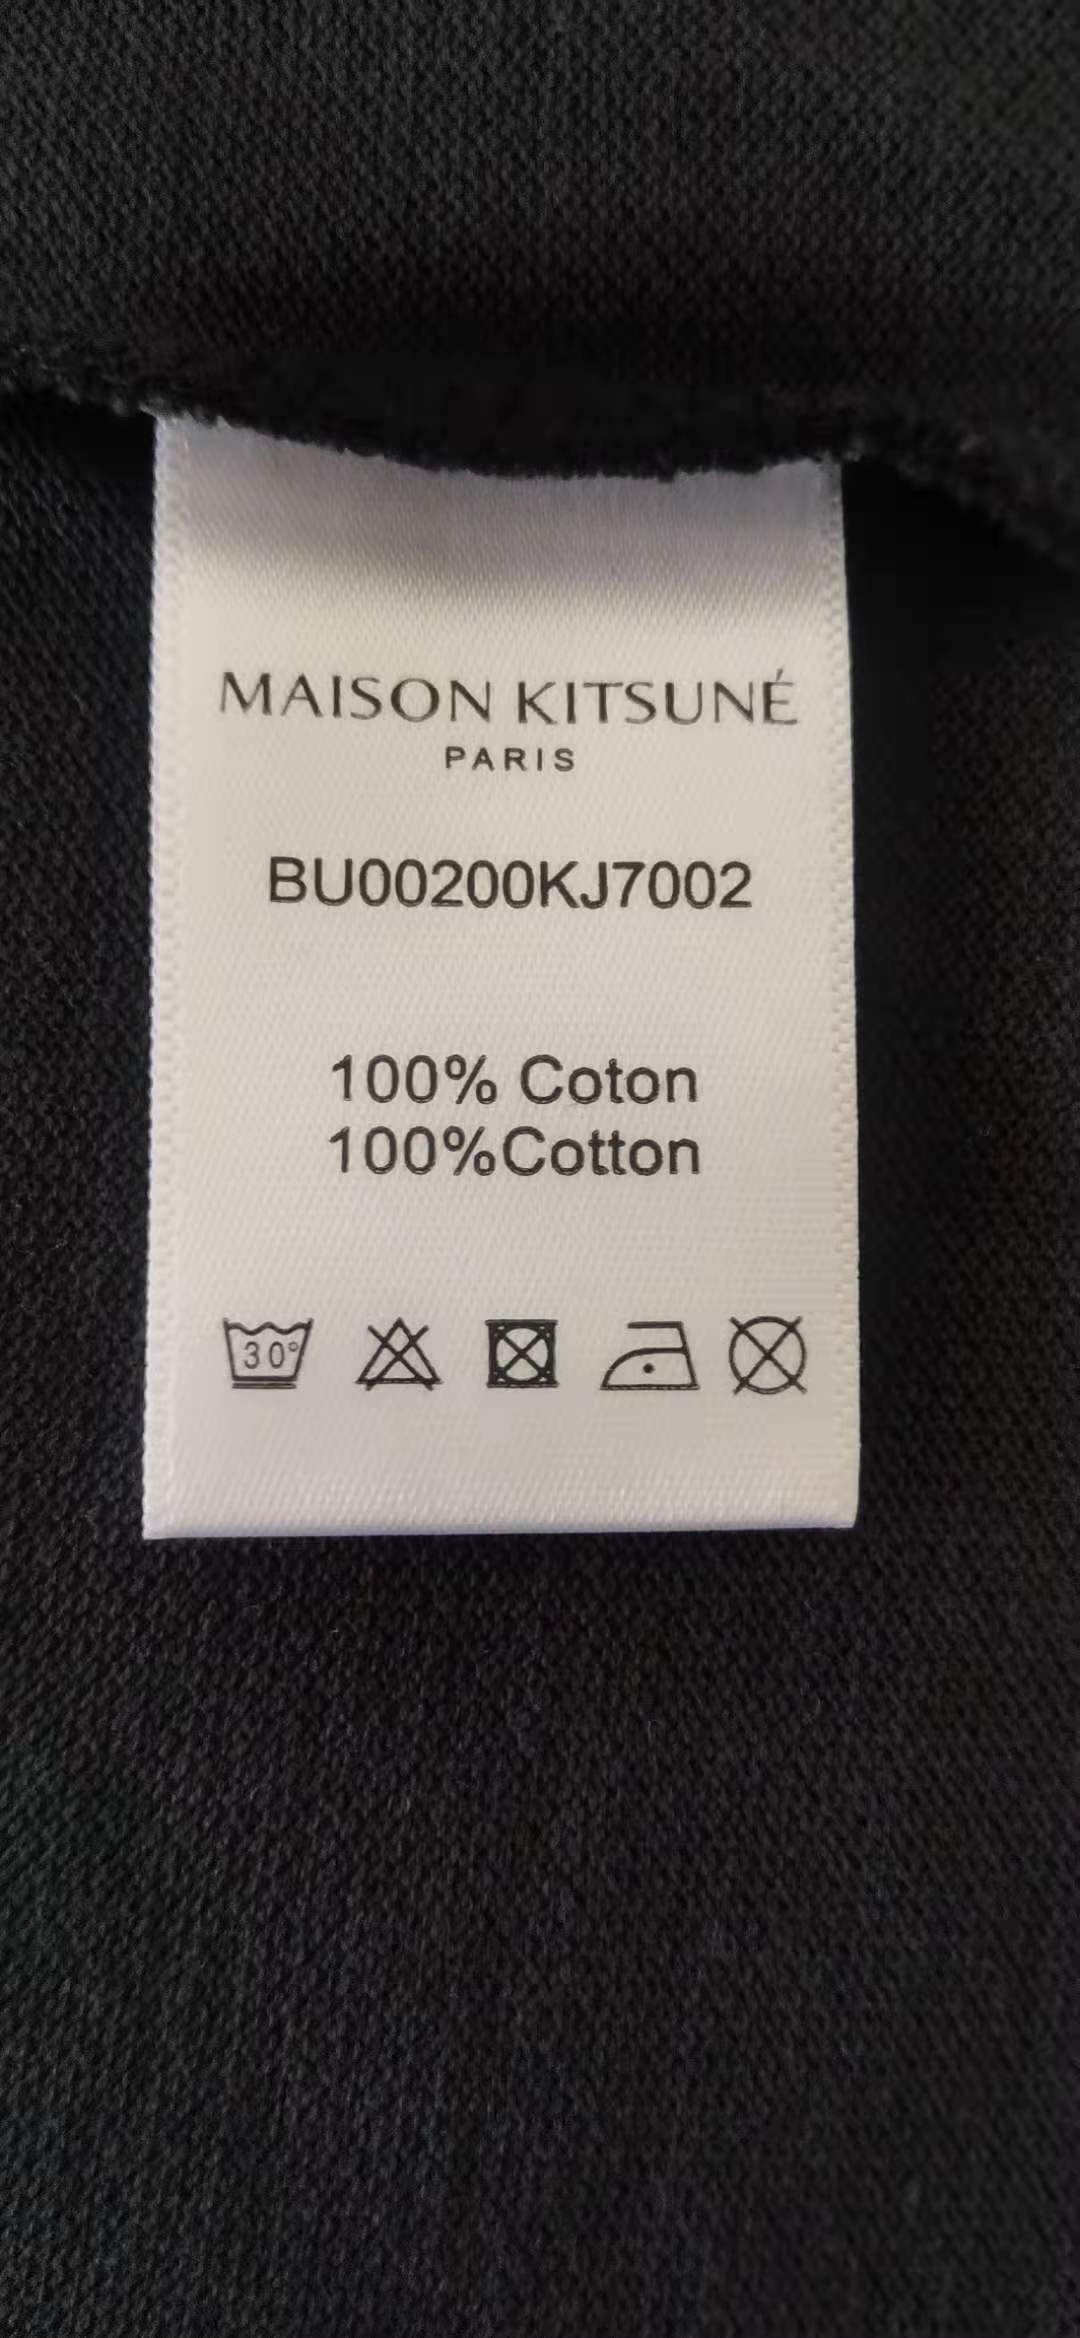 MAISON KITSUNÉ
PARIS
BU00200KJ7002
100% Coton
100%Cotton
30°